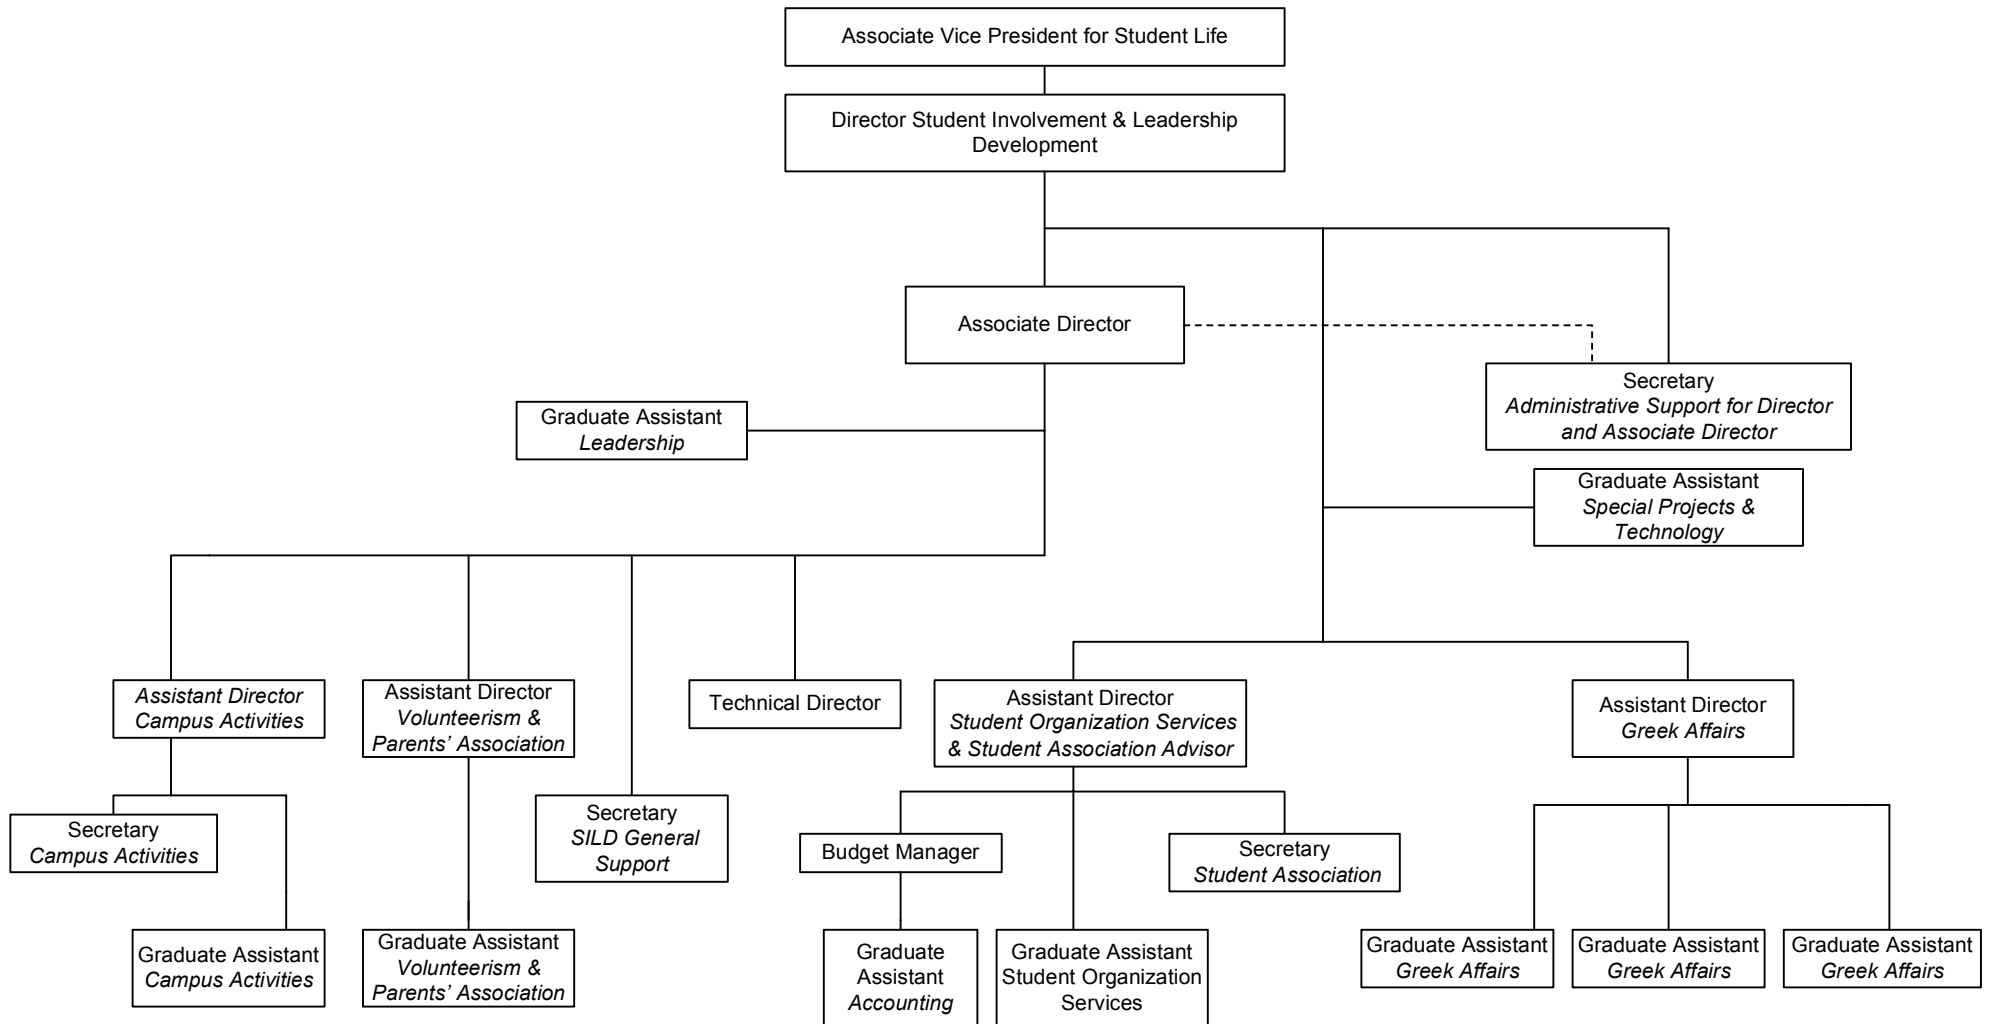 Associate Vice President for Student Life
Director Student Involvement & Leadership
Development
Associate Director
Secretary
Administrative Support for Director
and Associate Director
Graduate Assistant
Leadership
Graduate Assistant
Special Projects &
Technology
Assistant Director
Campus Activities
Assistant Director
Volunteerism &
Parents’ Association
Technical Director
Assistant Director
Student Organization Services
& Student Association Advisor
Assistant Director
Greek Affairs
Secretary
Campus Activities
Secretary
SILD General
Support
Budget Manager
Secretary
Student Association
Graduate Assistant
Campus Activities
Graduate Assistant
Volunteerism &
Parents’ Association
Graduate
Assistant
Accounting
Graduate Assistant
Student Organization
Services
Graduate Assistant
Greek Affairs
Graduate Assistant
Greek Affairs
Graduate Assistant
Greek Affairs